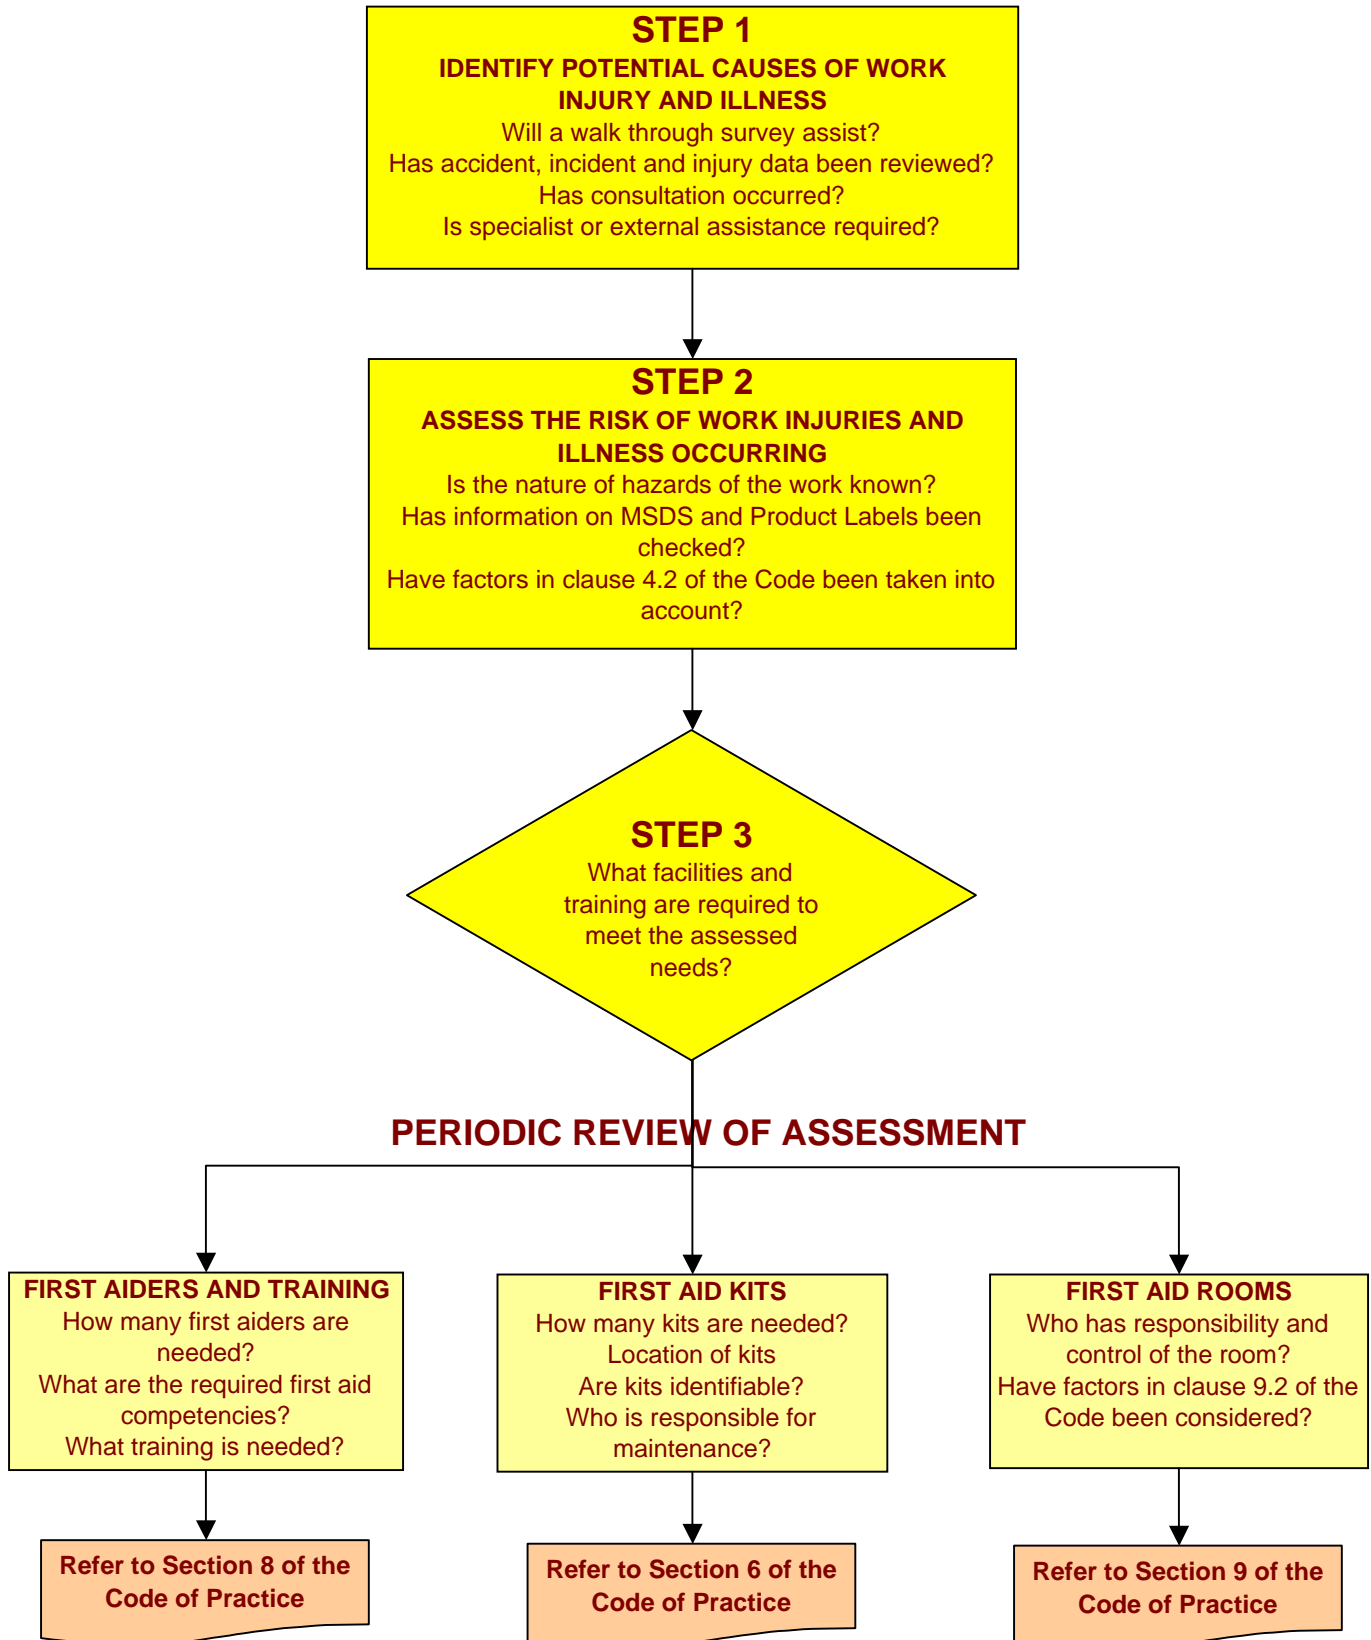 STEP 1
IDENTIFY POTENTIAL CAUSES OF WORK
INJURY AND ILLNESS
Will a walk through survey assist?
Has accident, incident and injury data been reviewed?
Has consultation occurred?
Is specialist or external assistance required?
STEP 2
ASSESS THE RISK OF WORK INJURIES AND
ILLNESS OCCURRING
Is the nature of hazards of the work known?
Has information on MSDS and Product Labels been
checked?
Have factors in clause 4.2 of the Code been taken into
account?
STEP 3
What facilities and
training are required to
meet the assessed
needs?
PERIODIC REVIEW OF ASSESSMENT
FIRST AIDERS AND TRAINING
How many first aiders are
needed?
What are the required first aid
competencies?
What training is needed?
FIRST AID KITS
How many kits are needed?
Location of kits
Are kits identifiable?
Who is responsible for
maintenance?
FIRST AID ROOMS
Who has responsibility and
control of the room?
Have factors in clause 9.2 of the
Code been considered?
Refer to Section 8 of the
Code of Practice
Refer to Section 6 of the
Code of Practice
Refer to Section 9 of the
Code of Practice